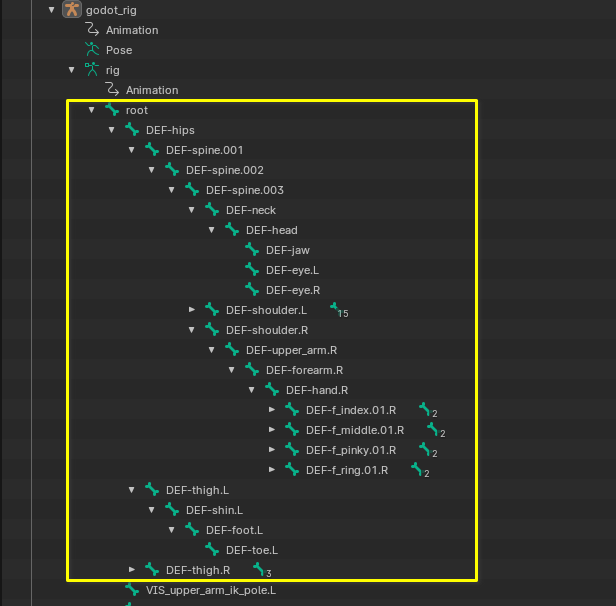 godot_rig
Animation
Pose
rig
Animation
root
DEF-hips
DEF-spine.001
DEF-spine.002
DEF-spine.003
DEF-neck
DEF-head
DEF-jaw
DEF-eye.L
DEF-eye.R
DEF-shoulder.L 15
DEF-shoulder.R
DEF-upper_arm.R
DEF-forearm.R
DEF-hand.R
DEF-f_index.01.R 2
DEF-f_middle.01.R 2
DEF-f_pinky.01.R 2
DEF-f_ring.01.R 2
DEF-thigh.L
DEF-shin.L
DEF-foot.L
DEF-toe.L
DEF-thigh.R 3
VIS_upper_arm_ik_pole.L